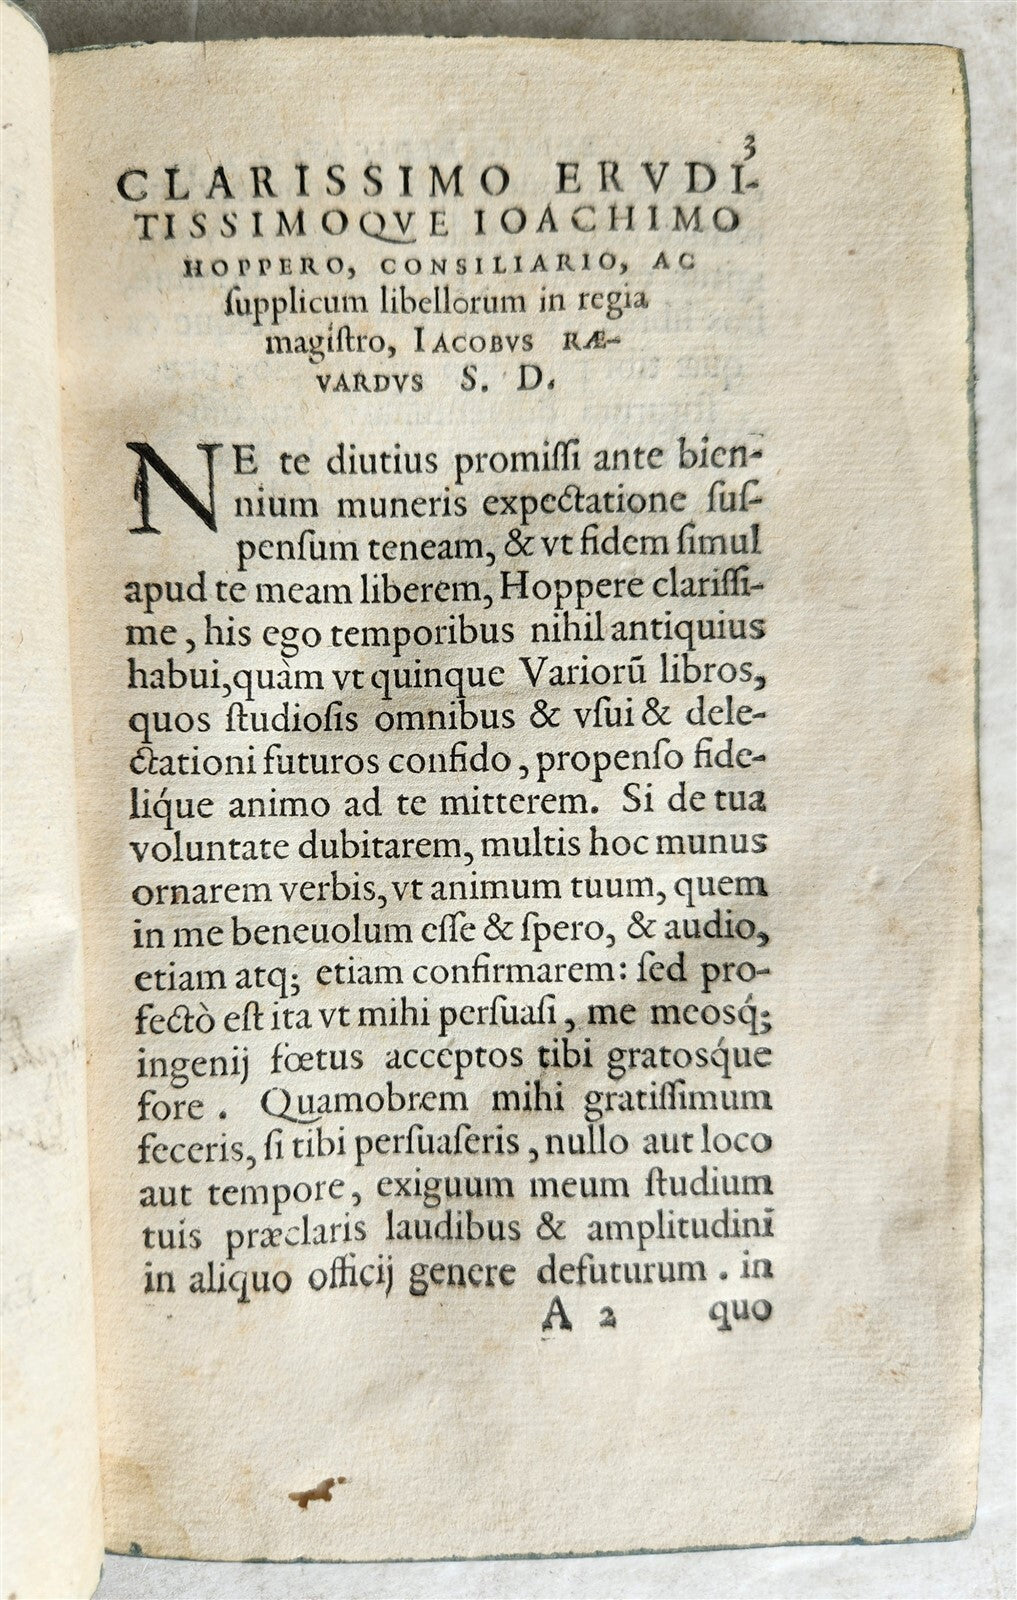 3
CLARISSIMO ERVDI-
TISSIMOQVE IOACHIMO
HOPPERO, CONSILIARIO, AC
ſupplicum libellorum in regia
magiſtro, IACOBVS RÆ-
VARDVS S. D.
NE te diutius promiſſi ante bien-
nium muneris expectatione ſuſ-
penſum teneam, & vt fidem ſimul
apud te meam liberem, Hoppere clariſſi-
me, his ego temporibus nihil antiquius
habui, quàm vt quinque Variorū libros,
quos ſtudioſis omnibus & vſui & dele-
ctationi futuros confido, propenſo fide-
liq́ue animo ad te mitterem. Si de tua
voluntate dubitarem, multis hoc munus
ornarem verbis, vt animum tuum, quem
in me beneuolum eſſe & ſpero, & audio,
etiam atq; etiam confirmarem: ſed pro-
fectò eſt ita vt mihi perſuaſi, me meosq́;
ingenij fœtus acceptos tibi gratosq́ue
fore. Quamobrem mihi gratiſſimum
feceris, ſi tibi perſuaſeris, nullo aut loco
aut tempore, exiguum meum ſtudium
tuis præclaris laudibus & amplitudini
in aliquo officij genere defuturum. in
A 2 quo